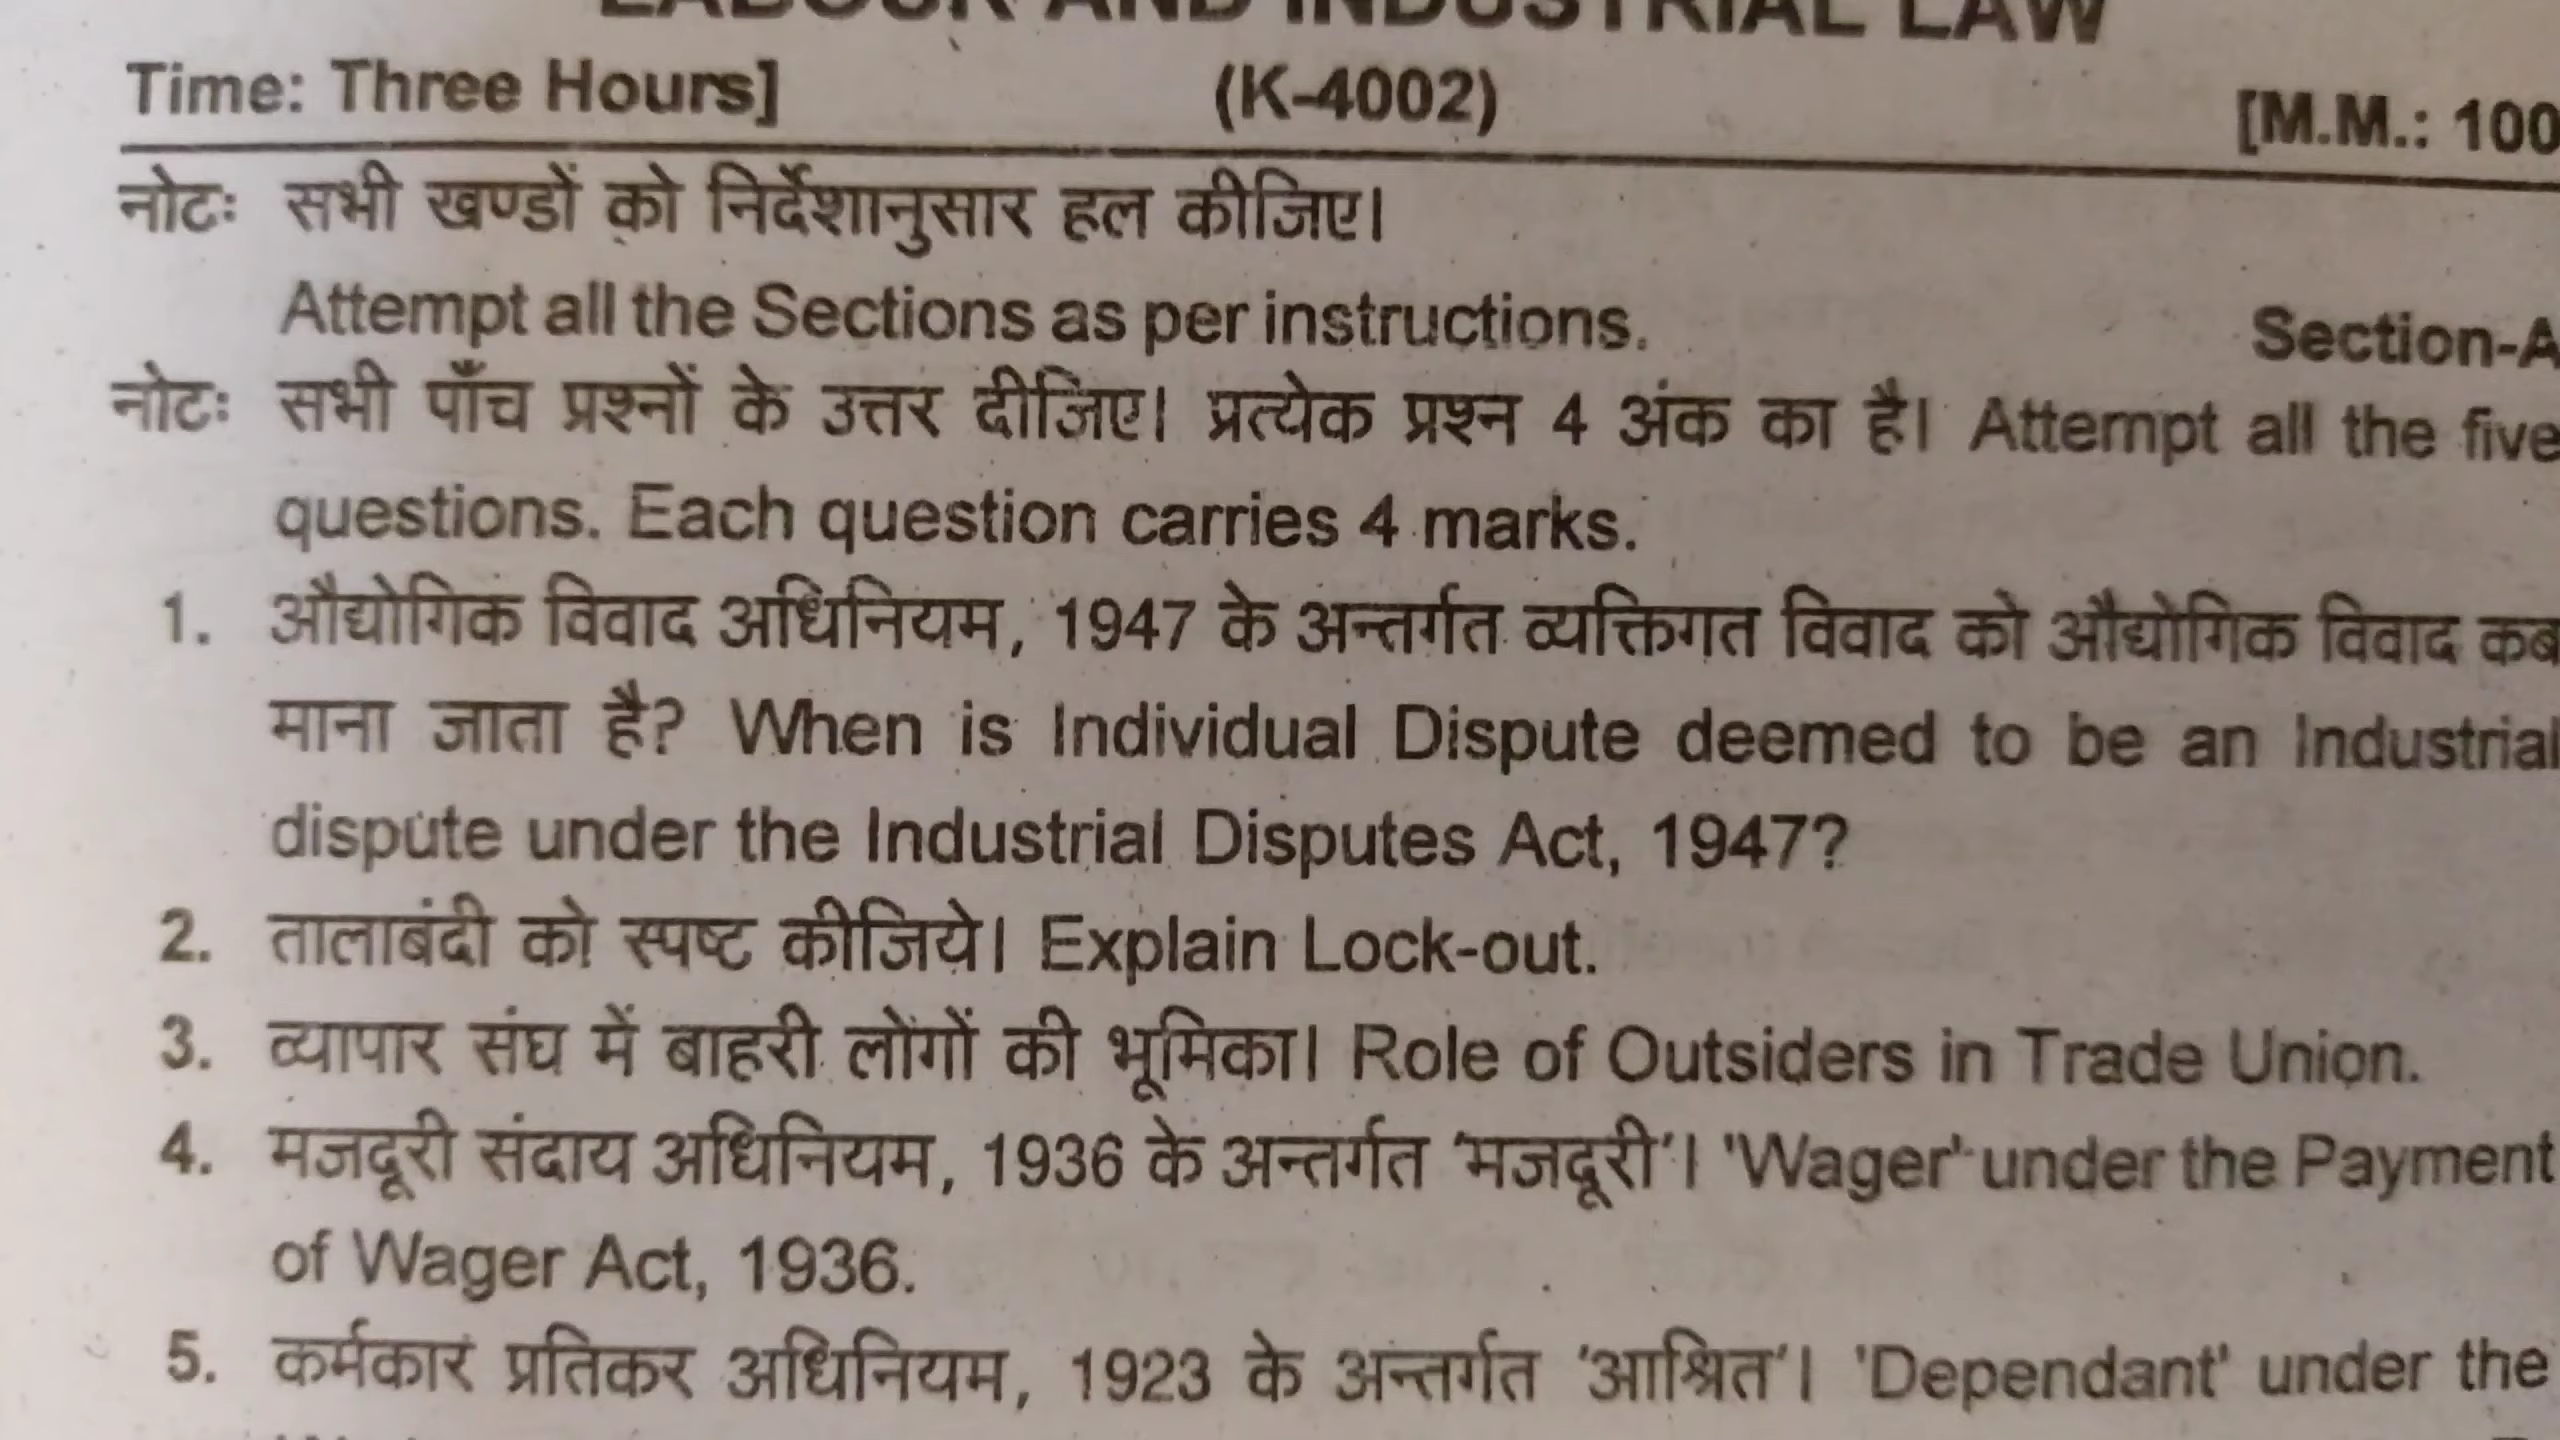 LABOUR AND INDUSTRIAL LAW
Time: Three Hours] (K-4002) [M.M.: 100
नोटः सभी खण्डों को निर्देशानुसार हल कीजिए।
Attempt all the Sections as per instructions. Section-A
नोटः सभी पाँच प्रश्नों के उत्तर दीजिए। प्रत्येक प्रश्न 4 अंक का है। Attempt all the five
questions. Each question carries 4 marks.
1. औद्योगिक विवाद अधिनियम, 1947 के अन्तर्गत व्यक्तिगत विवाद को औद्योगिक विवाद कब
माना जाता है? When is Individual Dispute deemed to be an Industrial
dispute under the Industrial Disputes Act, 1947?
2. तालाबंदी को स्पष्ट कीजिये। Explain Lock-out.
3. व्यापार संघ में बाहरी लोंगों की भूमिका। Role of Outsiders in Trade Union.
4. मजदूरी संदाय अधिनियम, 1936 के अन्तर्गत 'मजदूरी'। 'Wager' under the Payment
of Wager Act, 1936.
5. कर्मकार प्रतिकर अधिनियम, 1923 के अन्तर्गत 'आश्रित'। 'Dependant' under the